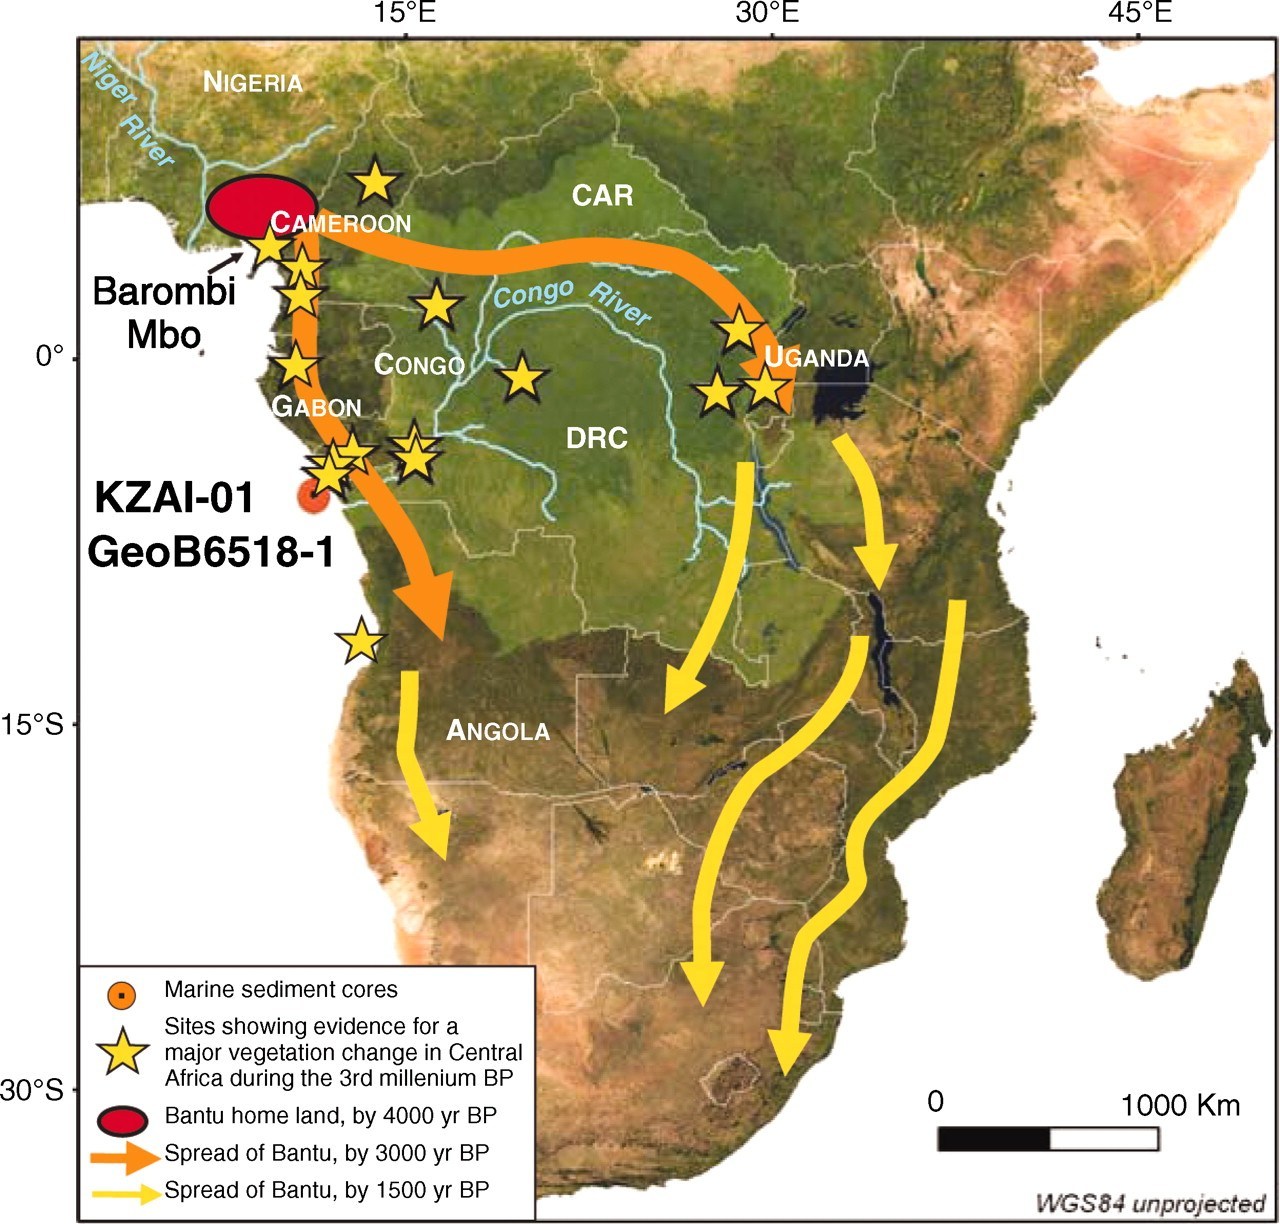 15°E 30°E 45°E
NIGERIA
Niger River
CAR
CAMEROON
Barombi
Mbo
Congo River
0°
CONGO
UGANDA
GABON
DRC
KZAI-01
GeoB6518-1
15°S
ANGOLA
Marine sediment cores
Sites showing evidence for a
major vegetation change in Central
Africa during the 3rd millenium BP
30°S
Bantu home land, by 4000 yr BP
Spread of Bantu, by 3000 yr BP
Spread of Bantu, by 1500 yr BP
0 1000 Km
WGS84 unprojected